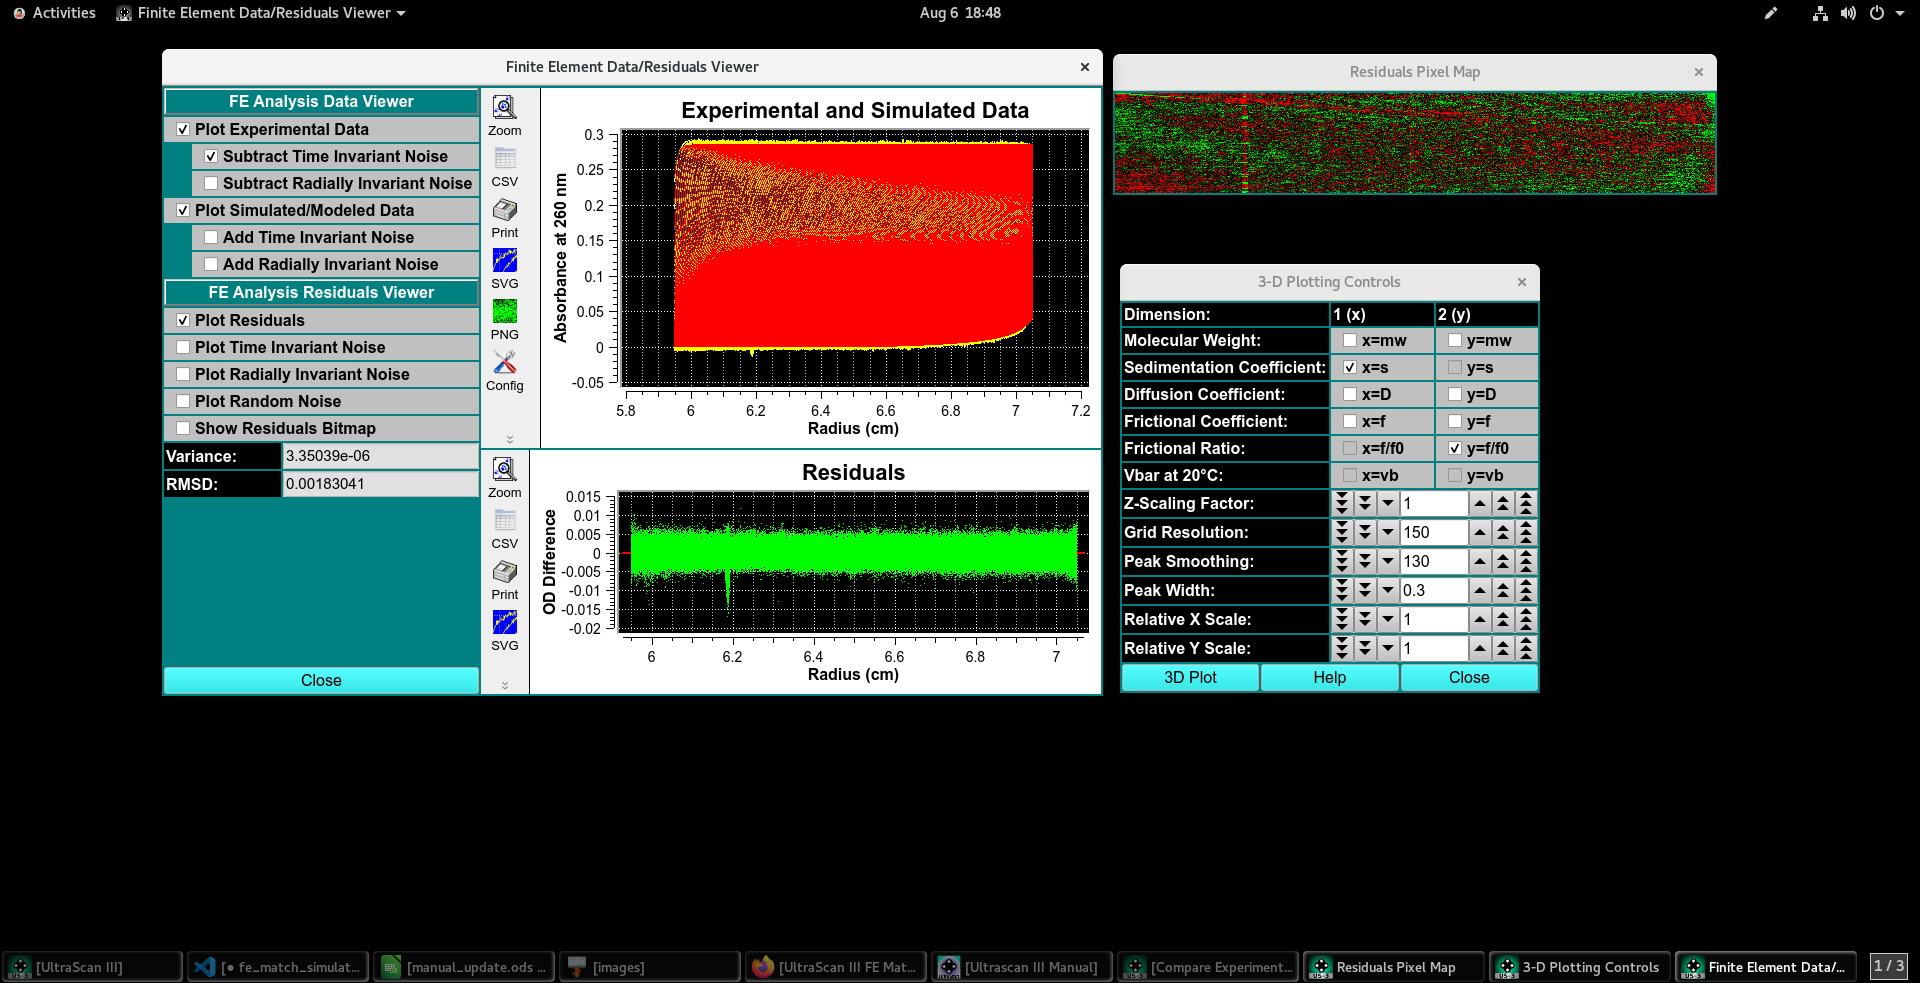 Activities
Finite Element Data/Residuals Viewer
Aug 6 18:48
Finite Element Data/Residuals Viewer
FE Analysis Data Viewer
Plot Experimental Data
Subtract Time Invariant Noise
Subtract Radially Invariant Noise
Plot Simulated/Modeled Data
Add Time Invariant Noise
Add Radially Invariant Noise
FE Analysis Residuals Viewer
Plot Residuals
Plot Time Invariant Noise
Plot Radially Invariant Noise
Plot Random Noise
Show Residuals Bitmap
Variance: 3.35039e-06
RMSD: 0.00183041
Close
Zoom
CSV
Print
SVG
PNG
Config
Experimental and Simulated Data
Absorbance at 260 nm
0.3
0.25
0.2
0.15
0.1
0.05
0
-0.05
5.8 6 6.2 6.4 6.6 6.8 7 7.2
Radius (cm)
Zoom
CSV
Print
SVG
Residuals
OD Difference
0.015
0.01
0.005
0
-0.005
-0.01
-0.015
-0.02
6 6.2 6.4 6.6 6.8 7
Radius (cm)
Residuals Pixel Map
3-D Plotting Controls
Dimension: 1 (x) 2 (y)
Molecular Weight: x=mw y=mw
Sedimentation Coefficient: x=s y=s
Diffusion Coefficient: x=D y=D
Frictional Coefficient: x=f y=f
Frictional Ratio: x=f/f0 y=f/f0
Vbar at 20°C: x=vb y=vb
Z-Scaling Factor: 1
Grid Resolution: 150
Peak Smoothing: 130
Peak Width: 0.3
Relative X Scale: 1
Relative Y Scale: 1
3D Plot Help Close
[UltraScan III]
[● fe_match_simulat...
[manual_update.ods ...
[images]
[UltraScan III FE Mat...
[Ultrascan III Manual]
[Compare Experiment...
Residuals Pixel Map
3-D Plotting Controls
Finite Element Data/...
1 / 3